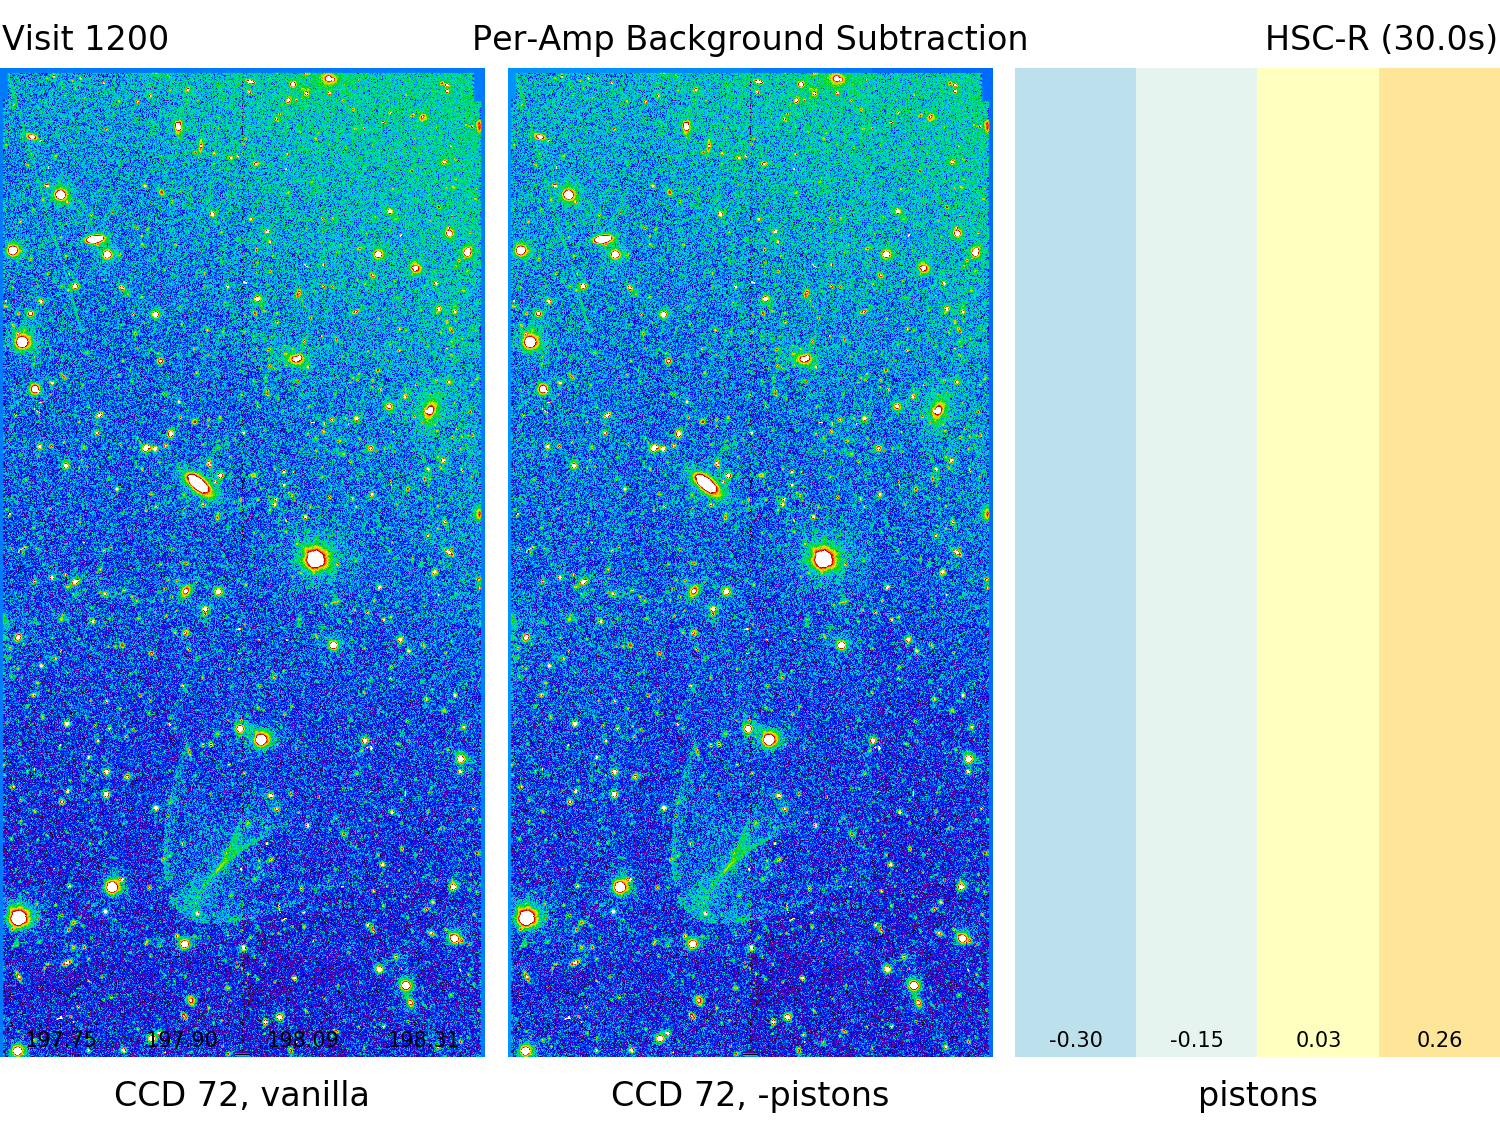 Visit 1200 Per-Amp Background Subtraction HSC-R (30.0s)
197.75 197.90 198.09 198.31 -0.30 -0.15 0.03 0.26
CCD 72, vanilla CCD 72, -pistons pistons